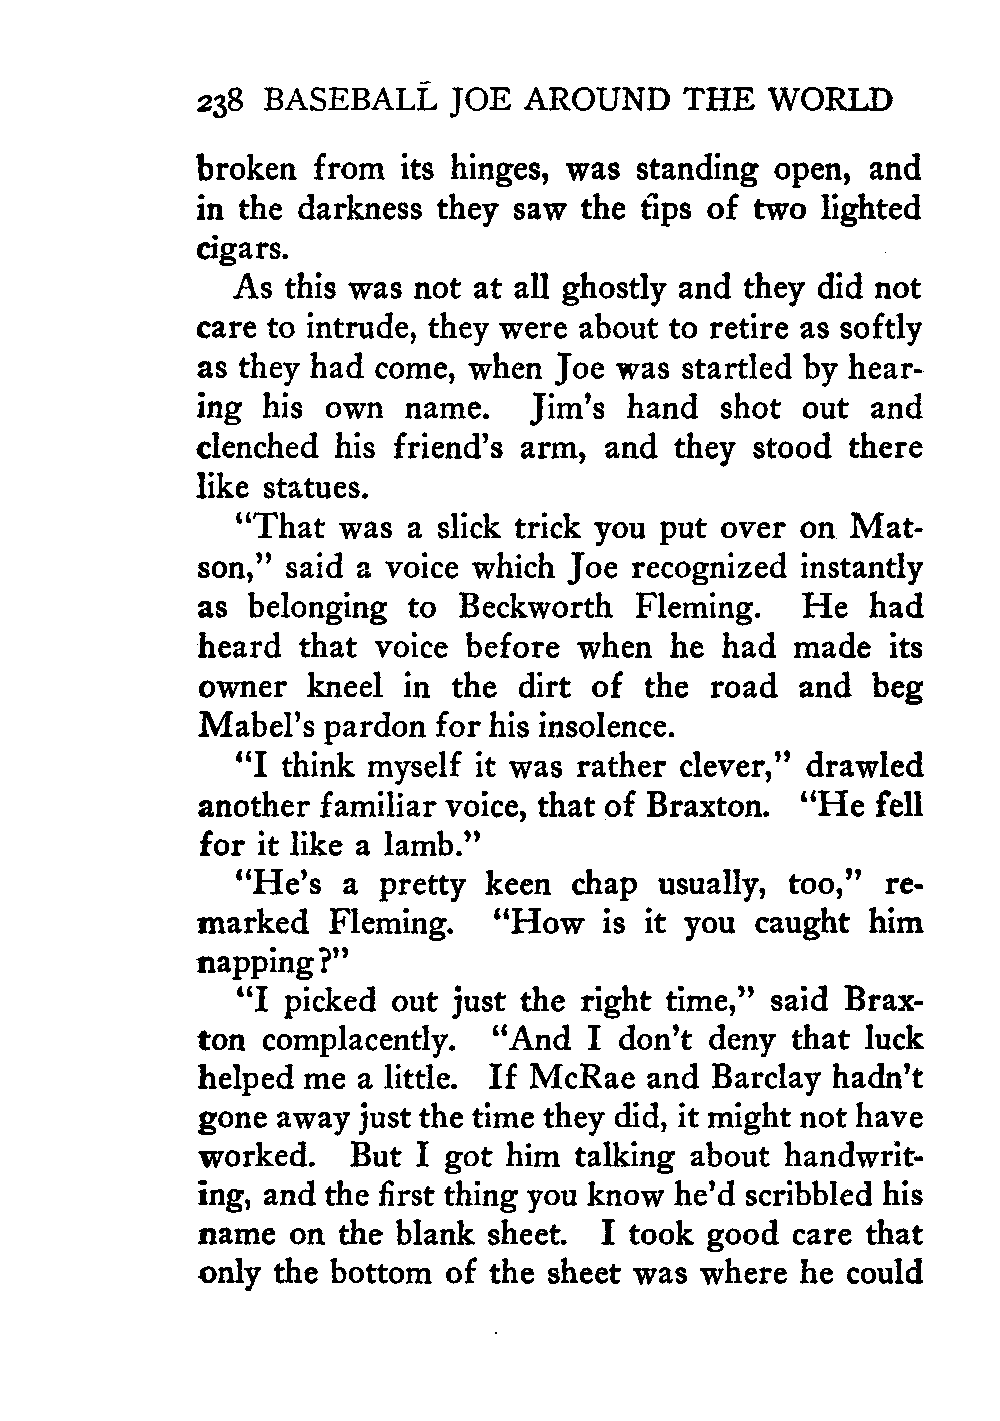 238 BASEBALL JOE AROUND THE WORLD
broken from its hinges, was standing open, and
in the darkness they saw the tips of two lighted
cigars.
As this was not at all ghostly and they did not
care to intrude, they were about to retire as softly
as they had come, when Joe was startled by hear-
ing his own name. Jim's hand shot out and
clenched his friend's arm, and they stood there
like statues.
"That was a slick trick you put over on Mat-
son," said a voice which Joe recognized instantly
as belonging to Beckworth Fleming. He had
heard that voice before when he had made its
owner kneel in the dirt of the road and beg
Mabel's pardon for his insolence.
"I think myself it was rather clever," drawled
another familiar voice, that of Braxton. "He fell
for it like a lamb."
"He's a pretty keen chap usually, too," re-
marked Fleming. "How is it you caught him
napping?"
"I picked out just the right time," said Brax-
ton complacently. "And I don't deny that luck
helped me a little. If McRae and Barclay hadn't
gone away just the time they did, it might not have
worked. But I got him talking about handwrit-
ing, and the first thing you know he'd scribbled his
name on the blank sheet. I took good care that
only the bottom of the sheet was where he could